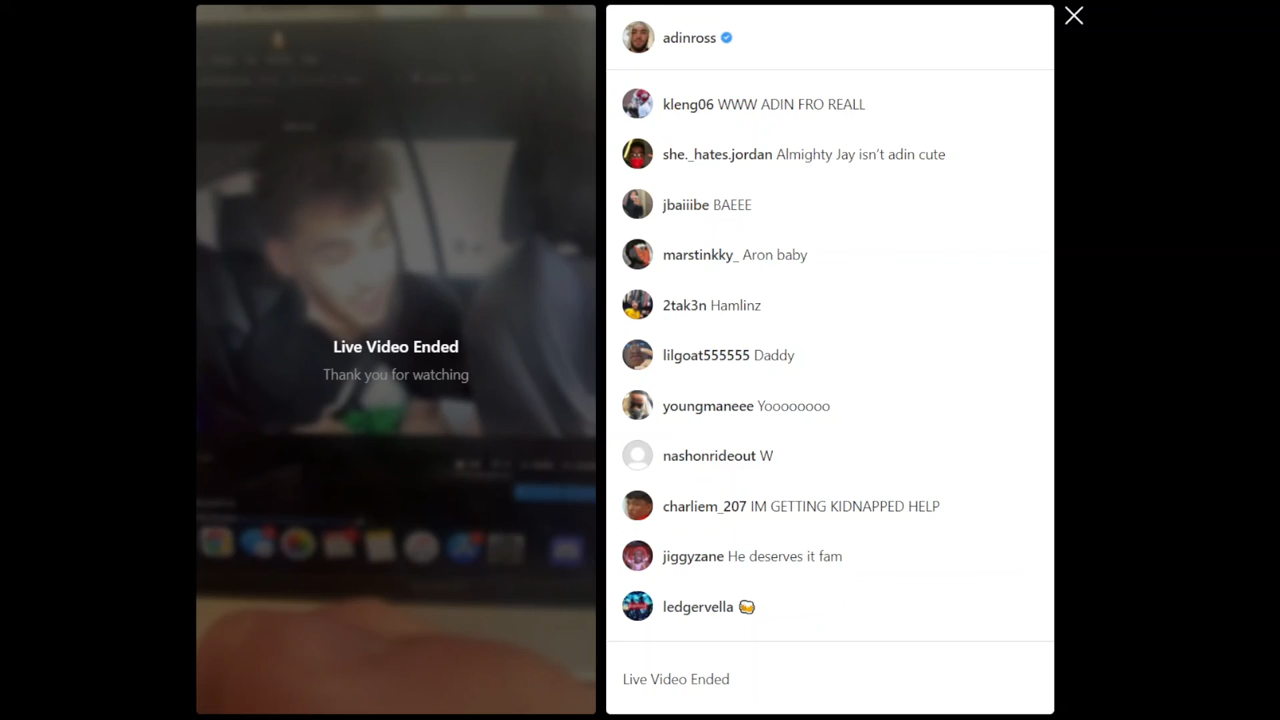 Live Video Ended
Thank you for watching
adinross
kleng06 WWW ADIN FRO REALL
she._hates.jordan Almighty Jay isn't adin cute
jbaiiibe BAEEE
marstinkky_ Aron baby
2tak3n Hamlinz
lilgoat555555 Daddy
youngmaneee Yoooooooo
nashonrideout W
charliem_207 IM GETTING KIDNAPPED HELP
jiggyzane He deserves it fam
ledgervella
Live Video Ended